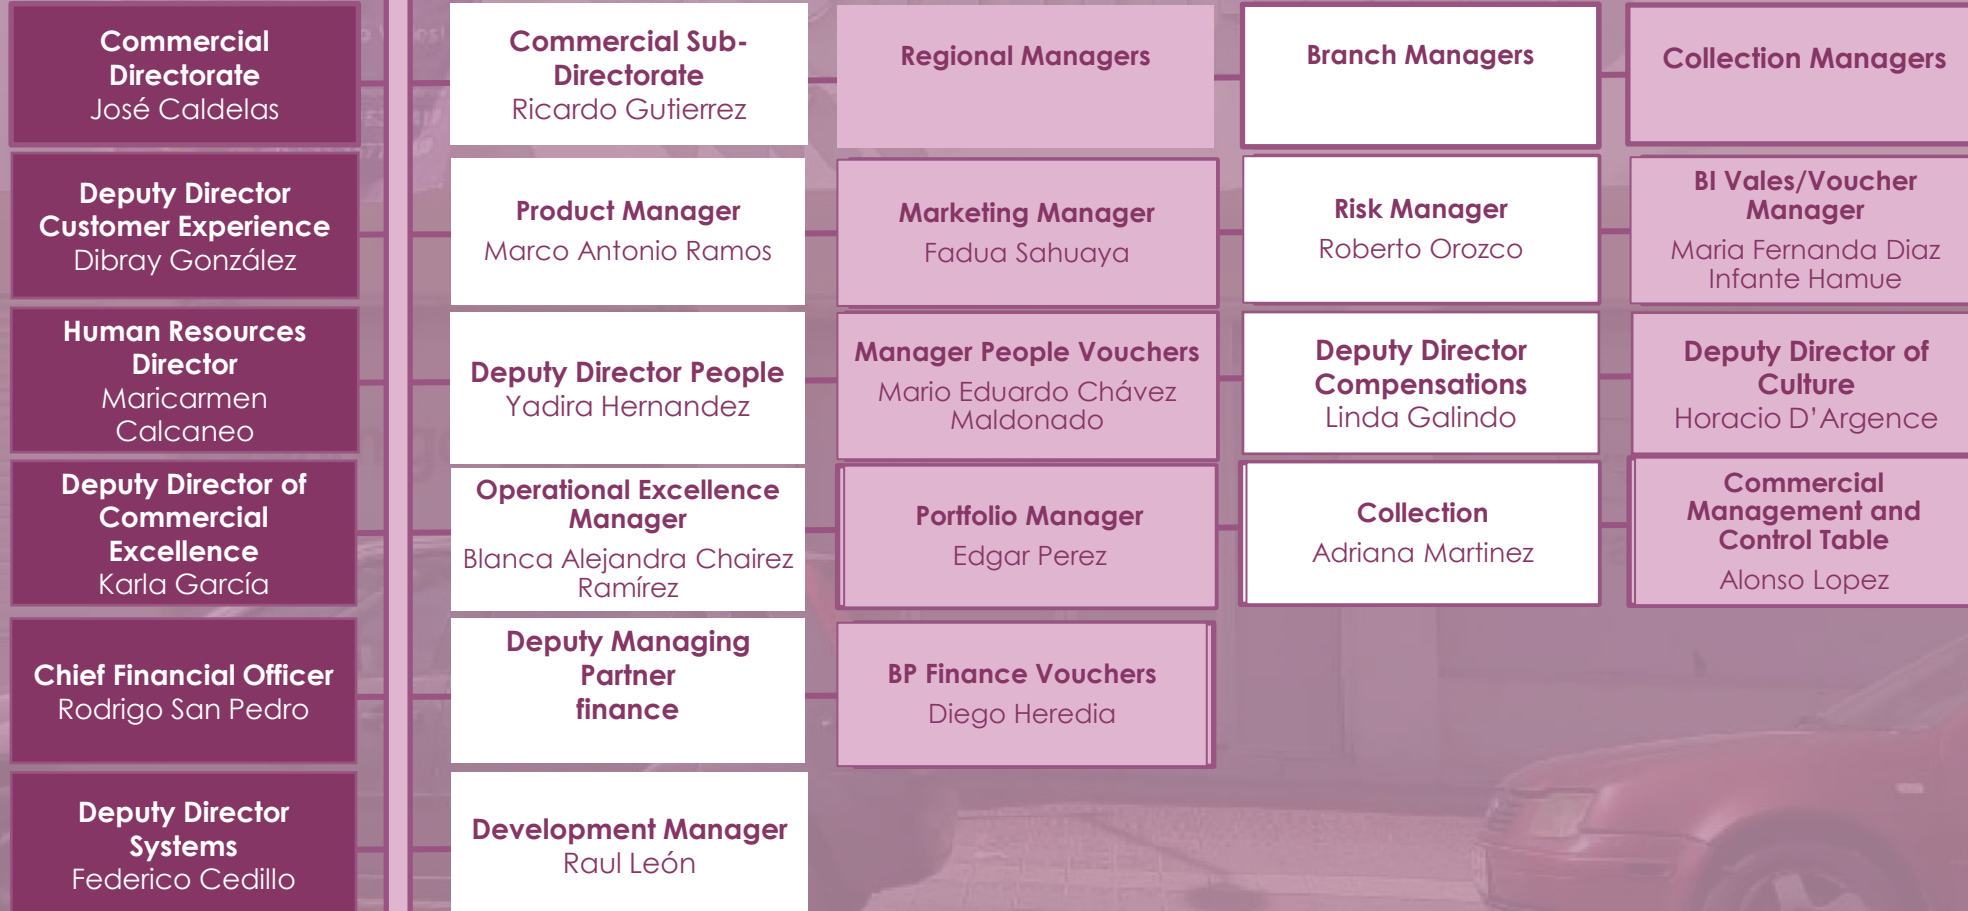 Commercial
Directorate
José Caldelas
Commercial Sub-
Directorate
Ricardo Gutierrez
Regional Managers
Branch Managers
Collection Managers
Deputy Director
Customer Experience
Dibray González
Product Manager
Marco Antonio Ramos
Marketing Manager
Fadua Sahuaya
Risk Manager
Roberto Orozco
BI Vales/Voucher
Manager
Maria Fernanda Diaz
Infante Hamue
Human Resources
Director
Maricarmen
Calcaneo
Deputy Director People
Yadira Hernandez
Manager People Vouchers
Mario Eduardo Chávez
Maldonado
Deputy Director
Compensations
Linda Galindo
Deputy Director of
Culture
Horacio D’Argence
Deputy Director of
Commercial
Excellence
Karla García
Operational Excellence
Manager
Blanca Alejandra Chairez
Ramírez
Portfolio Manager
Edgar Perez
Collection
Adriana Martinez
Commercial
Management and
Control Table
Alonso Lopez
Chief Financial Officer
Rodrigo San Pedro
Deputy Managing
Partner
finance
BP Finance Vouchers
Diego Heredia
Deputy Director
Systems
Federico Cedillo
Development Manager
Raul León